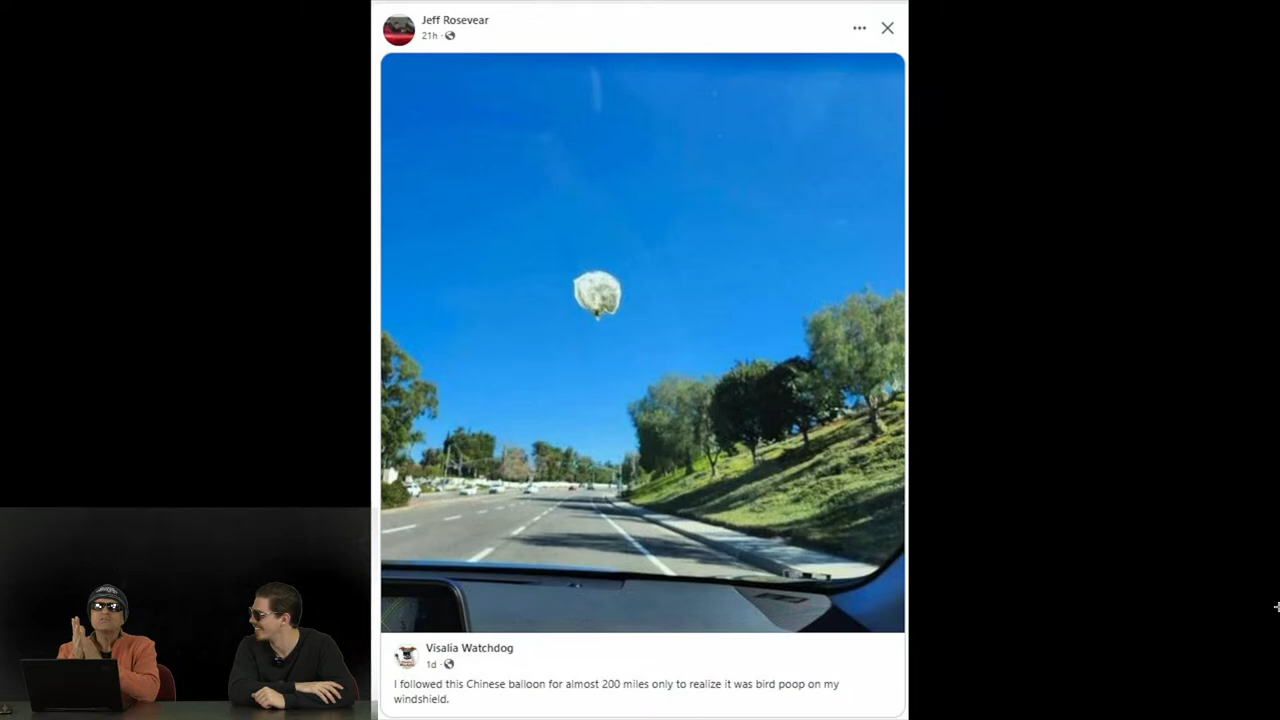 Jeff Rosevear
21h ·
Visalia Watchdog
1d ·
I followed this Chinese balloon for almost 200 miles only to realize it was bird poop on my
windshield.